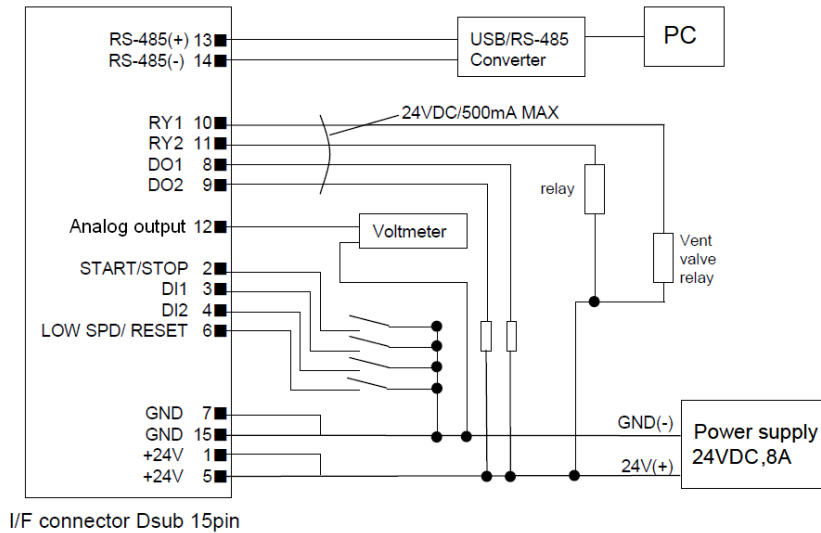 RS-485(+) 13
RS-485(-) 14
USB/RS-485
Converter
PC
24VDC/500mA MAX
RY1 10
RY2 11
DO1 8
DO2 9
relay
Analog output 12
Voltmeter
Vent
valve
relay
START/STOP 2
DI1 3
DI2 4
LOW SPD/ RESET 6
GND 7
GND 15
+24V 1
+24V 5
GND(-)
24V(+)
Power supply
24VDC,8A
I/F connector Dsub 15pin